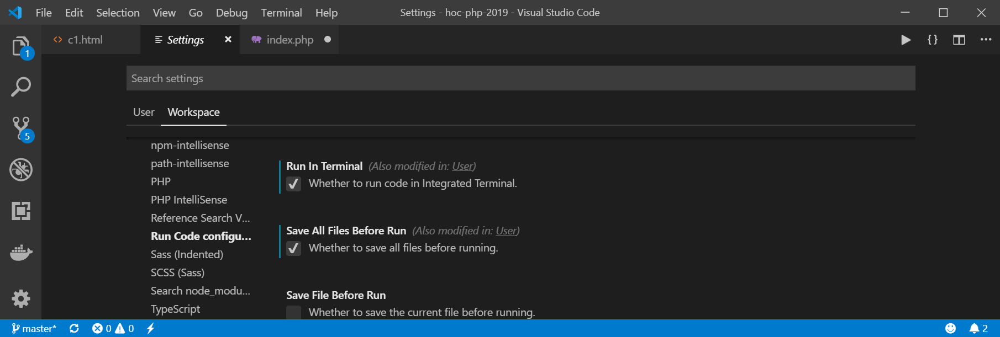 File Edit Selection View Go Debug Terminal Help Settings - hoc-php-2019 - Visual Studio Code
c1.html Settings index.php
1
Search settings
User Workspace
5
npm-intellisense
path-intellisense
PHP
PHP IntelliSense
Reference Search V...
Run Code configu...
Sass (Indented)
SCSS (Sass)
Search node_modu...
TypeScript
Run In Terminal (Also modified in: User)
Whether to run code in Integrated Terminal.
Save All Files Before Run (Also modified in: User)
Whether to save all files before running.
Save File Before Run
Whether to save the current file before running.
master* 0 0 2